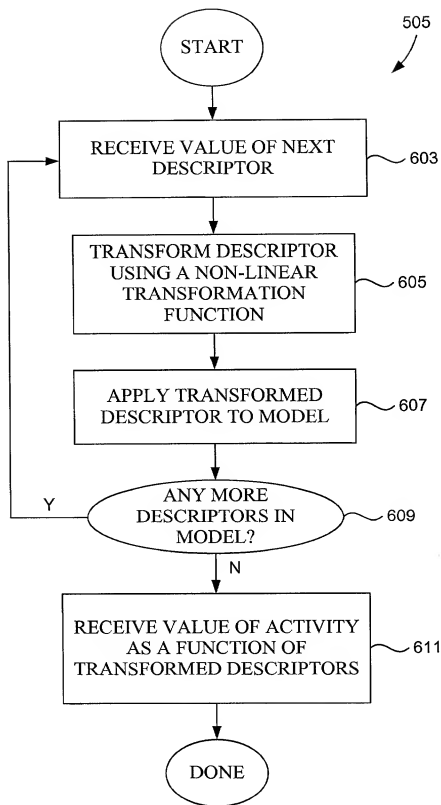 START
505
RECEIVE VALUE OF NEXT
DESCRIPTOR
603
TRANSFORM DESCRIPTOR
USING A NON-LINEAR
TRANSFORMATION
FUNCTION
605
APPLY TRANSFORMED
DESCRIPTOR TO MODEL
607
Y
ANY MORE
DESCRIPTORS IN
MODEL?
609
N
RECEIVE VALUE OF ACTIVITY
AS A FUNCTION OF
TRANSFORMED DESCRIPTORS
611
DONE